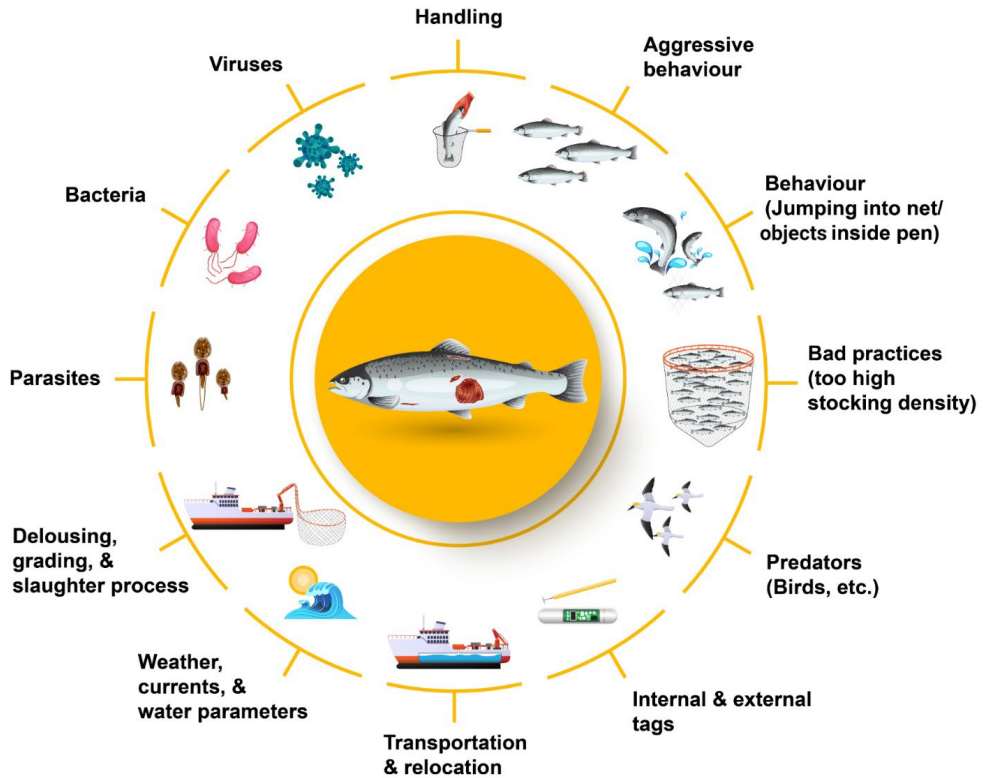 Handling
Aggressive
behaviour
Behaviour
(Jumping into net/
objects inside pen)
Bad practices
(too high
stocking density)
Predators
(Birds, etc.)
Internal & external
tags
Transportation
& relocation
Weather,
currents, &
water parameters
Delousing,
grading, &
slaughter process
Parasites
Bacteria
Viruses